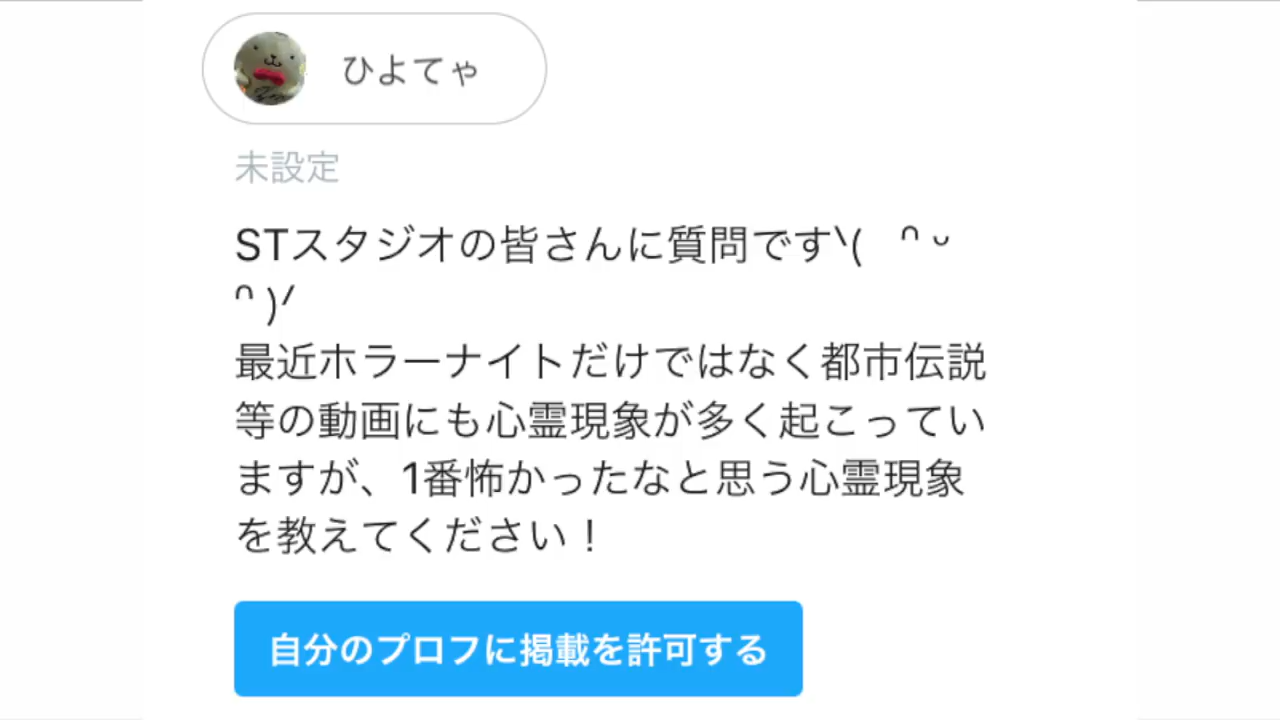 ひよてゃ
未設定
STスタジオの皆さんに質問です\( ᐢ ᵕ
ᐢ )ﾉ
最近ホラーナイトだけではなく都市伝説
等の動画にも心霊現象が多く起こってい
ますが、1番怖かったなと思う心霊現象
を教えてください！
自分のプロフに掲載を許可する